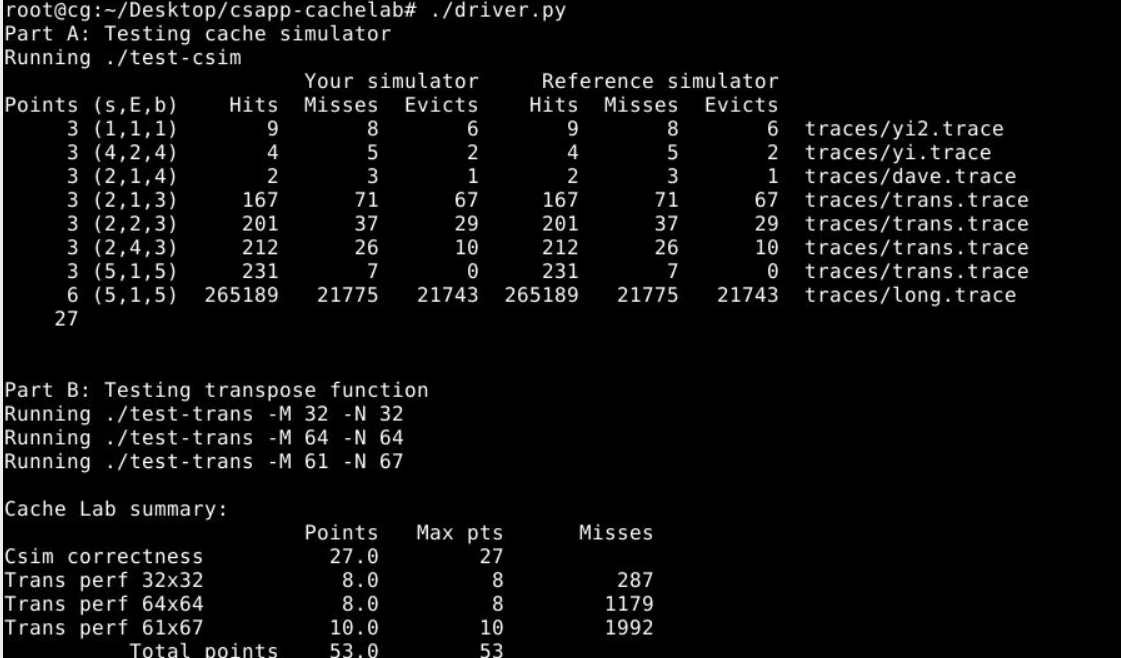 root@cg:~/Desktop/csapp-cachelab# ./driver.py
Part A: Testing cache simulator
Running ./test-csim
                        Your simulator     Reference simulator
Points (s,E,b)    Hits  Misses  Evicts    Hits  Misses  Evicts
     3 (1,1,1)       9       8       6       9       8       6  traces/yi2.trace
     3 (4,2,4)       4       5       2       4       5       2  traces/yi.trace
     3 (2,1,4)       2       3       1       2       3       1  traces/dave.trace
     3 (2,1,3)     167      71      67     167      71      67  traces/trans.trace
     3 (2,2,3)     201      37      29     201      37      29  traces/trans.trace
     3 (2,4,3)     212      26      10     212      26      10  traces/trans.trace
     3 (5,1,5)     231       7       0     231       7       0  traces/trans.trace
     6 (5,1,5)  265189   21775   21743  265189   21775   21743  traces/long.trace
    27
Part B: Testing transpose function
Running ./test-trans -M 32 -N 32
Running ./test-trans -M 64 -N 64
Running ./test-trans -M 61 -N 67
Cache Lab summary:
                        Points   Max pts      Misses
Csim correctness          27.0        27
Trans perf 32x32           8.0         8         287
Trans perf 64x64           8.0         8        1179
Trans perf 61x67          10.0        10        1992
          Total points    53.0        53